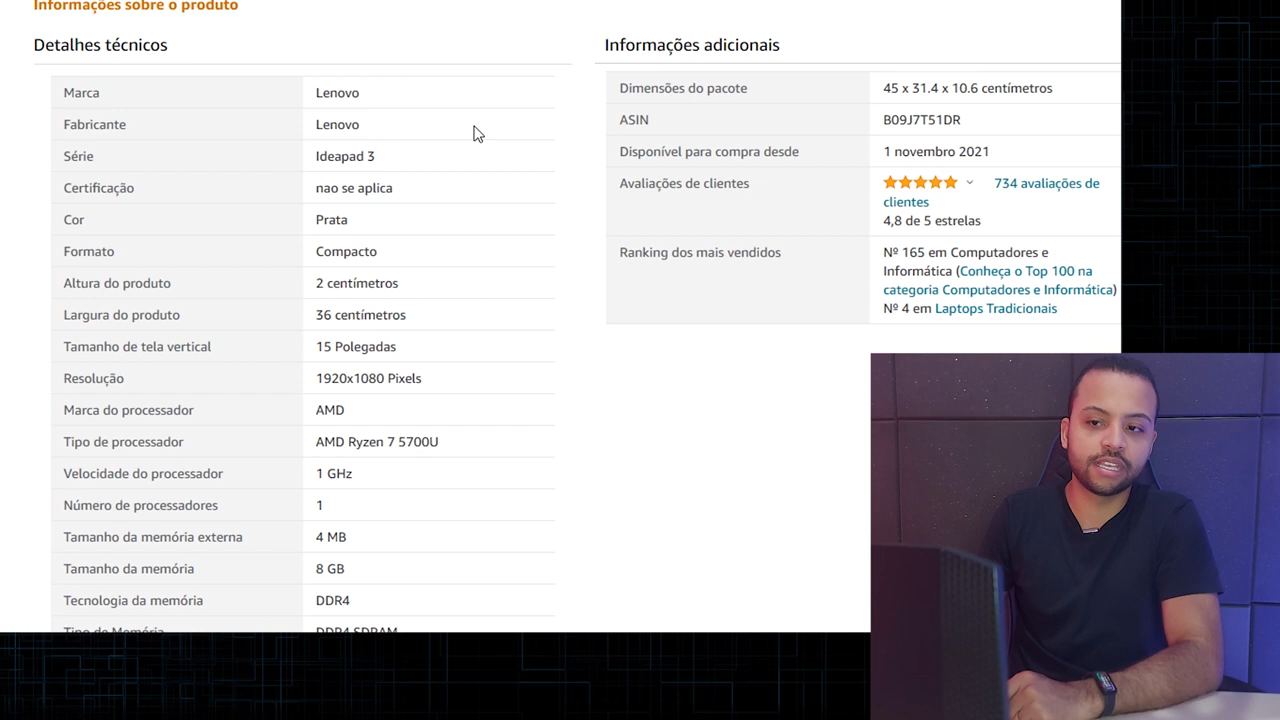 Informações sobre o produto
Detalhes técnicos
Marca Lenovo
Fabricante Lenovo
Série Ideapad 3
Certificação nao se aplica
Cor Prata
Formato Compacto
Altura do produto 2 centímetros
Largura do produto 36 centímetros
Tamanho de tela vertical 15 Polegadas
Resolução 1920x1080 Pixels
Marca do processador AMD
Tipo de processador AMD Ryzen 7 5700U
Velocidade do processador 1 GHz
Número de processadores 1
Tamanho da memória externa 4 MB
Tamanho da memória 8 GB
Tecnologia da memória DDR4
Tipo de Memória DDR4 SDRAM
Informações adicionais
Dimensões do pacote 45 x 31.4 x 10.6 centímetros
ASIN B09J7T51DR
Disponível para compra desde 1 novembro 2021
Avaliações de clientes 734 avaliações de
clientes
4,8 de 5 estrelas
Ranking dos mais vendidos Nº 165 em Computadores e
Informática (Conheça o Top 100 na
categoria Computadores e Informática)
Nº 4 em Laptops Tradicionais